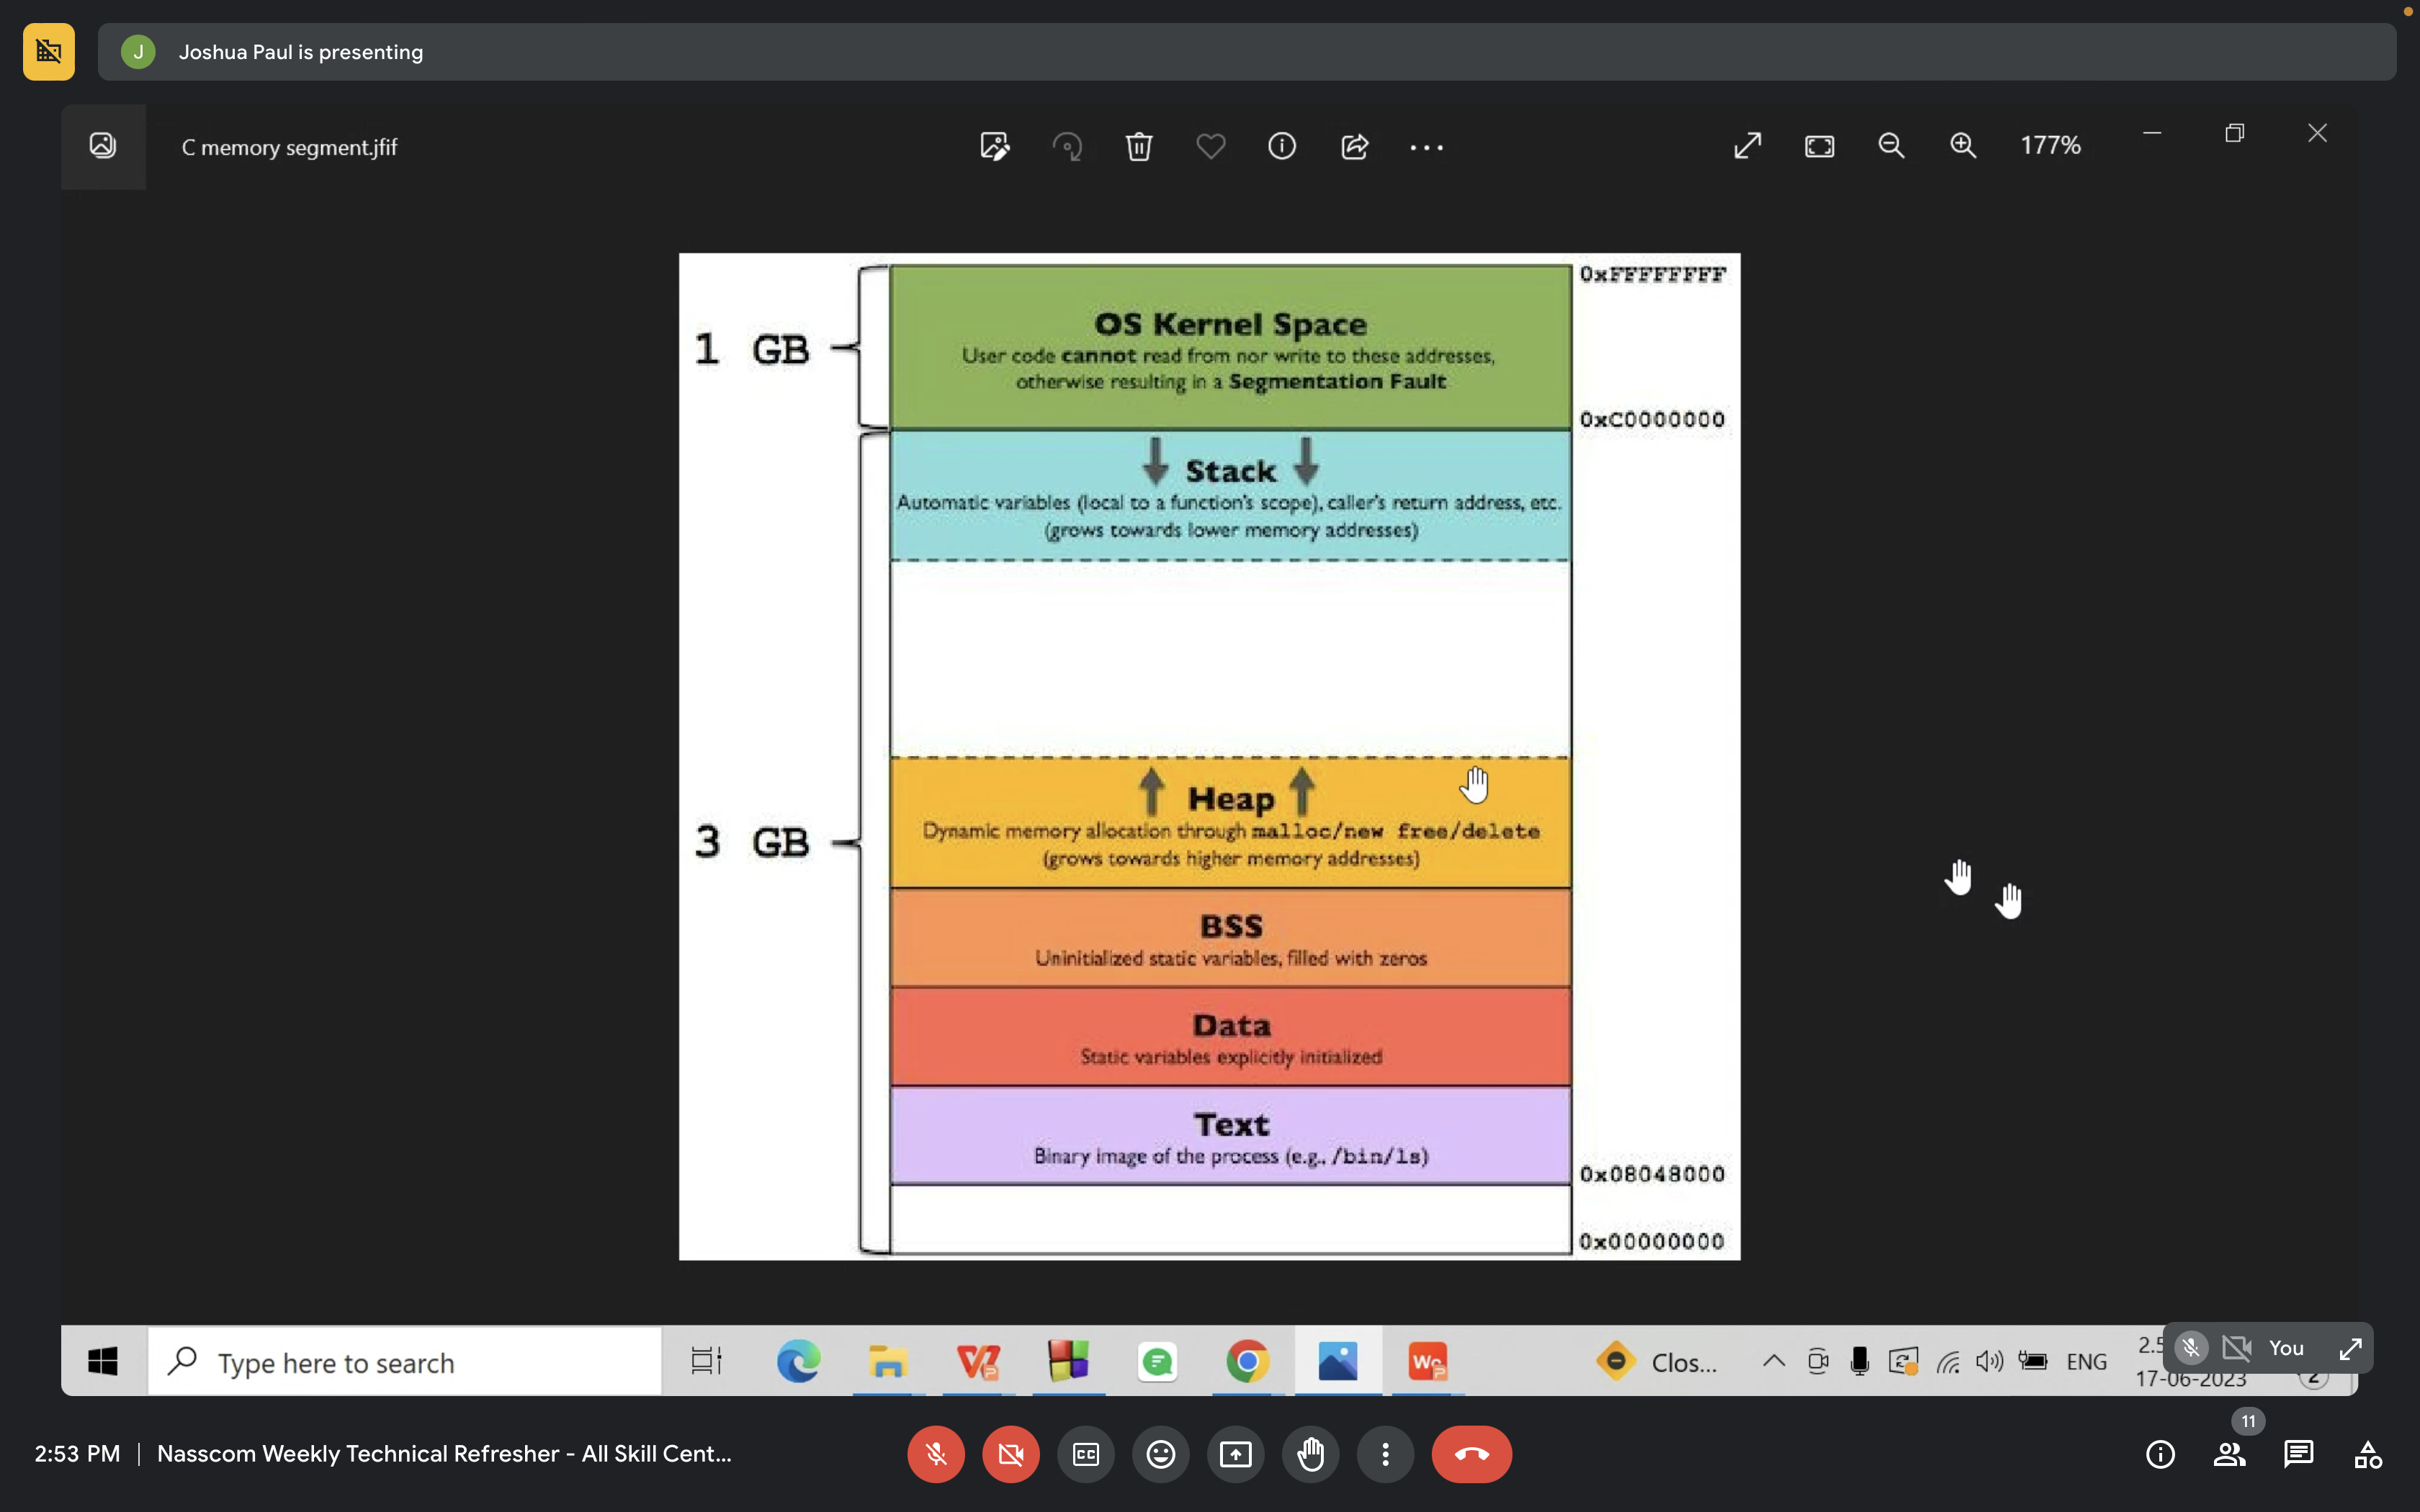 J
Joshua Paul is presenting
C memory segment.jfif
177%
0xFFFFFFFF
OS Kernel Space
User code cannot read from nor write to these addresses,
otherwise resulting in a Segmentation Fault
1 GB
0xC0000000
Stack
Automatic variables (local to a function's scope), caller's return address, etc.
(grows towards lower memory addresses)
Heap
Dynamic memory allocation through malloc/new free/delete
(grows towards higher memory addresses)
3 GB
BSS
Uninitialized static variables, filled with zeros
Data
Static variables explicitly initialized
Text
Binary image of the process (e.g., /bin/ls)
0x08048000
0x00000000
Type here to search
Clos...
ENG
17-06-2023
2
You
2:53 PM
Nasscom Weekly Technical Refresher - All Skill Cent...
CC
11